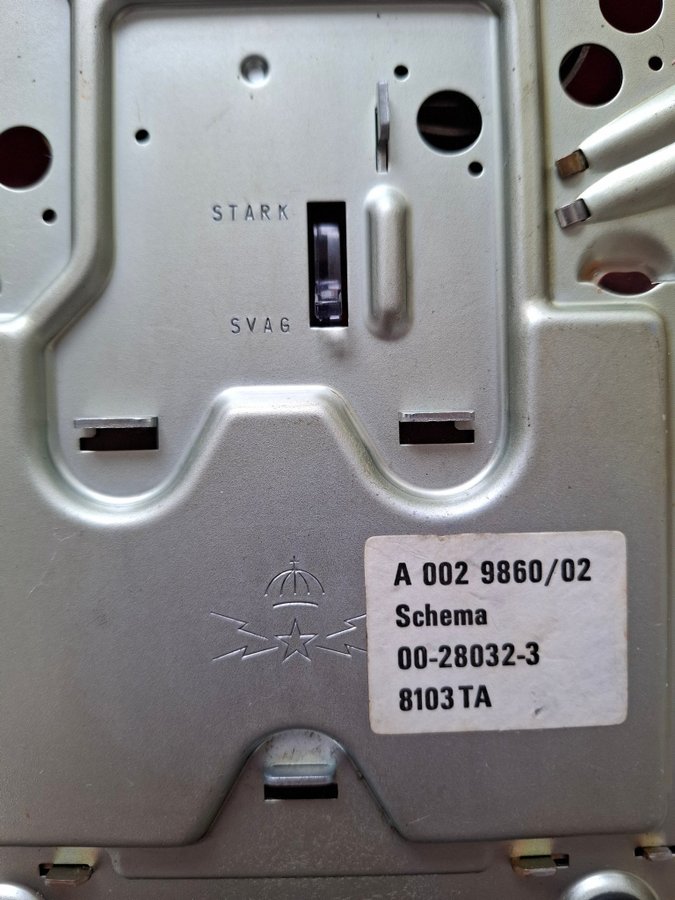 STARK
SVAG
A 002 9860/02
Schema
00-28032-3
8103 TA